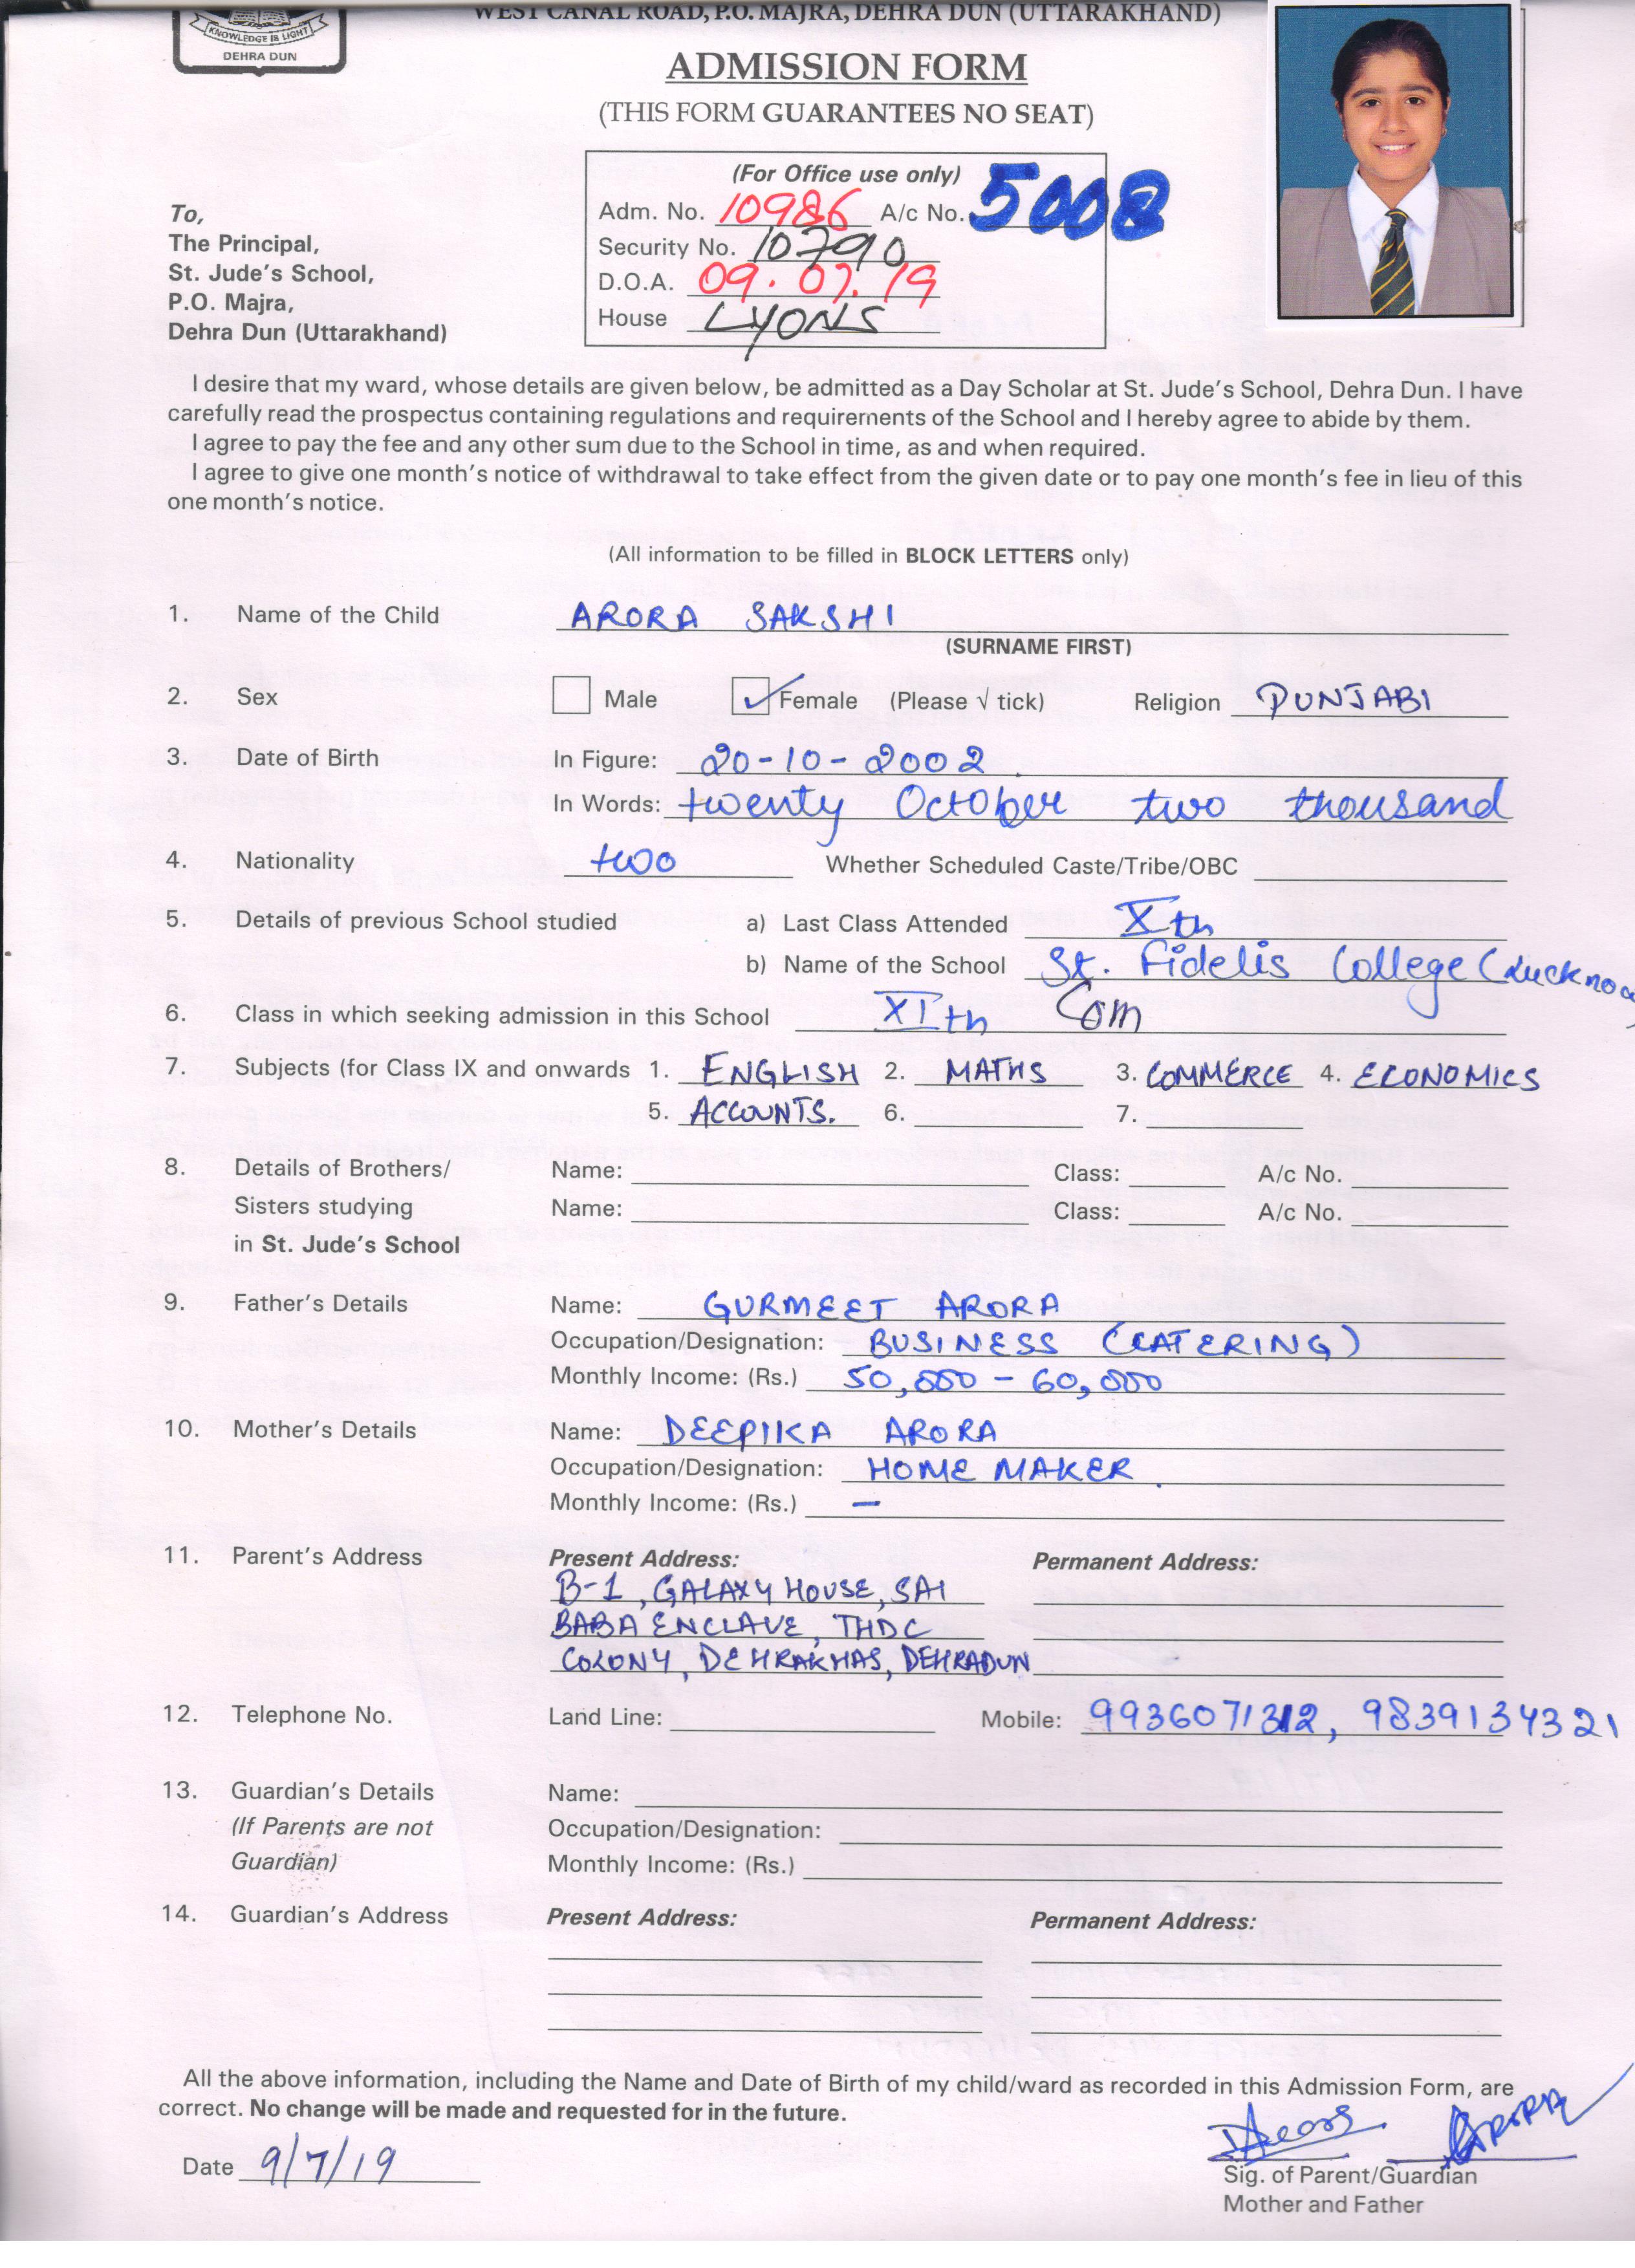 WEST CANAL ROAD, P.O. MAJRA, DEHRA DUN (UTTARAKHAND)
KNOWLEDGE IS LIGHT
DEHRA DUN
ADMISSION FORM
(THIS FORM GUARANTEES NO SEAT)
(For Office use only)
Adm. No. 10986 A/c No. 5008
Security No. 10790
D.O.A. 09.07.19
House LYONS
To,
The Principal,
St. Jude's School,
P.O. Majra,
Dehra Dun (Uttarakhand)
I desire that my ward, whose details are given below, be admitted as a Day Scholar at St. Jude's School, Dehra Dun. I have
carefully read the prospectus containing regulations and requirements of the School and I hereby agree to abide by them.
I agree to pay the fee and any other sum due to the School in time, as and when required.
I agree to give one month's notice of withdrawal to take effect from the given date or to pay one month's fee in lieu of this
one month's notice.
(All information to be filled in BLOCK LETTERS only)
1. Name of the Child ARORA SAKSHI
(SURNAME FIRST)
2. Sex Male ✓ Female (Please √ tick) Religion PUNJABI
3. Date of Birth In Figure: 20-10-2002
In Words: twenty October two thousand
4. Nationality two Whether Scheduled Caste/Tribe/OBC
5. Details of previous School studied a) Last Class Attended Xth
b) Name of the School St. Fidelis College (Lucknow
6. Class in which seeking admission in this School XIth Com
7. Subjects (for Class IX and onwards 1. ENGLISH 2. MATHS 3. COMMERCE 4. ECONOMICS
5. ACCOUNTS. 6. 7.
8. Details of Brothers/ Name: Class: A/c No.
Sisters studying Name: Class: A/c No.
in St. Jude's School
9. Father's Details Name: GURMEET ARORA
Occupation/Designation: BUSINESS (CATERING)
Monthly Income: (Rs.) 50,000 - 60,000
10. Mother's Details Name: DEEPIKA ARORA
Occupation/Designation: HOME MAKER
Monthly Income: (Rs.) -
11. Parent's Address Present Address: Permanent Address:
B-1, GALAXY HOUSE, SAI
BABA ENCLAVE, THDC
COLONY, DEHRAKHAS, DEHRADUN
12. Telephone No. Land Line: Mobile: 9936071312, 9839134321
13. Guardian's Details Name:
(If Parents are not Occupation/Designation:
Guardian) Monthly Income: (Rs.)
14. Guardian's Address Present Address: Permanent Address:
All the above information, including the Name and Date of Birth of my child/ward as recorded in this Admission Form, are
correct. No change will be made and requested for in the future.
Date 9/7/19
Sig. of Parent/Guardian
Mother and Father